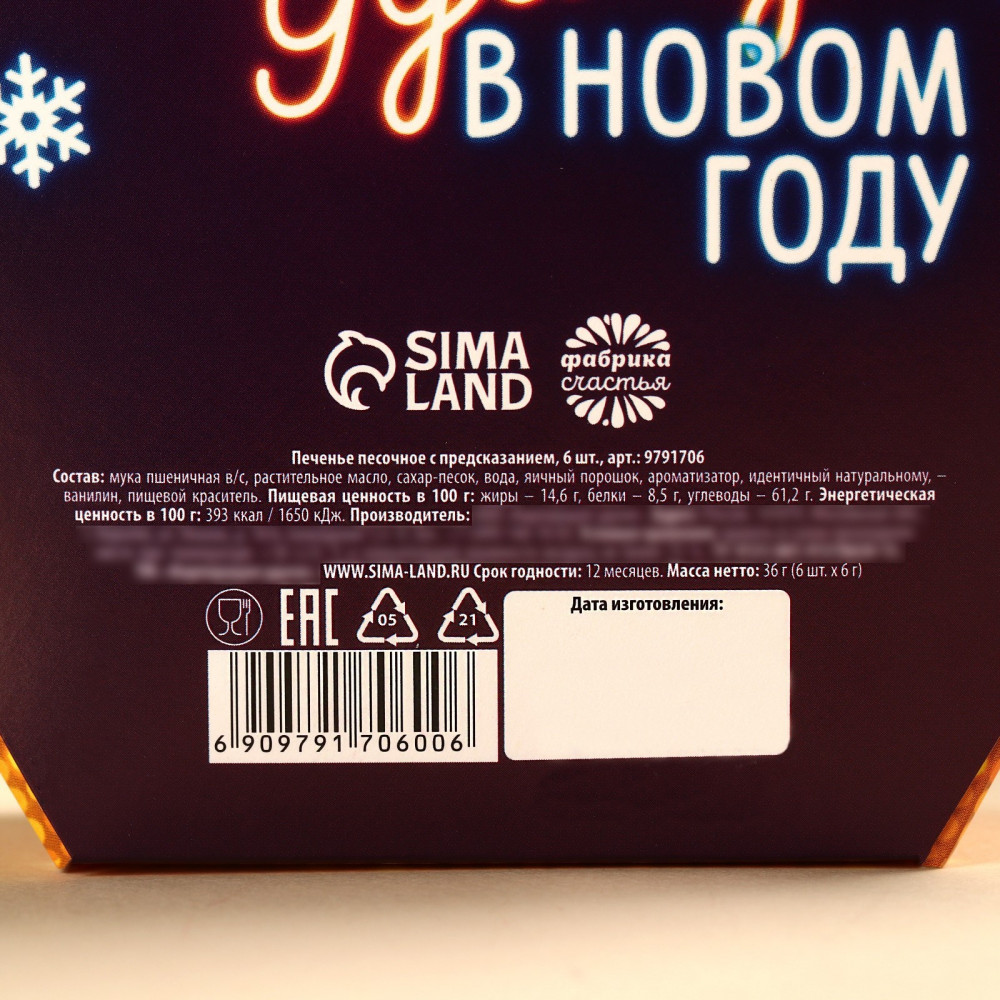 В НОВОМ
ГОДУ
SIMA
LAND
фабрика
счастья
Печенье песочное с предсказанием, 6 шт., арт.: 9791706
Состав: мука пшеничная в/с, растительное масло, сахар-песок, вода, яичный порошок, ароматизатор, идентичный натуральному, –
ванилин, пищевой краситель. Пищевая ценность в 100 г: жиры – 14,6 г, белки – 8,5 г, углеводы – 61,2 г. Энергетическая
ценность в 100 г: 393 ккал / 1650 кДж. Производитель:
WWW.SIMA-LAND.RU Срок годности: 12 месяцев. Масса нетто: 36 г (6 шт. x 6 г)
EAC 05 21
Дата изготовления:
6 909791 706006